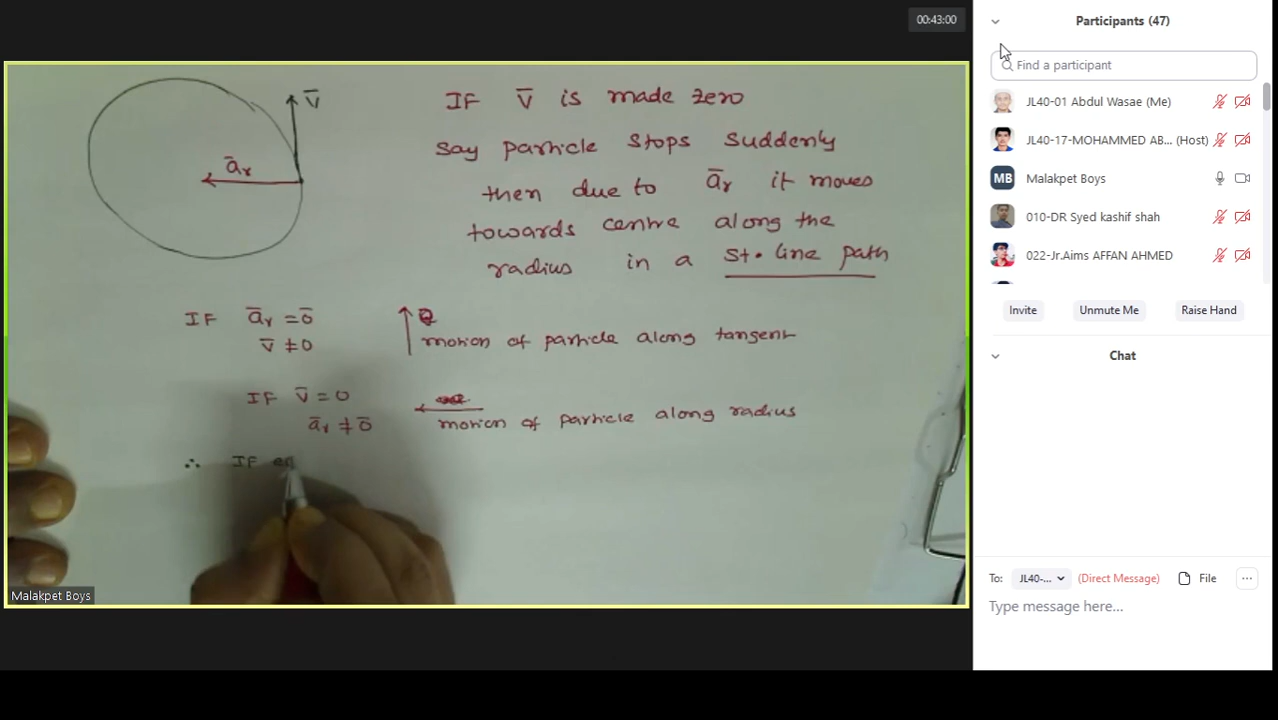 00:43:00
Participants (47)
Find a participant
JL40-01 Abdul Wasae (Me)
JL40-17-MOHAMMED AB... (Host)
MB Malakpet Boys
010-DR Syed kashif shah
022-Jr.Aims AFFAN AHMED
Invite Unmute Me Raise Hand
Chat
To: JL40-... (Direct Message) File ...
Type message here...
v̅
a̅ᵣ
IF v̅ is made zero
say particle stops suddenly
then due to a̅ᵣ it moves
towards centre along the
radius in a st. line path
IF a̅ᵣ = 0̅
v̅ ≠ 0
motion of particle along tangent
IF v̅ = 0
a̅ᵣ ≠ 0̅
motion of particle along radius
∴ IF
Malakpet Boys